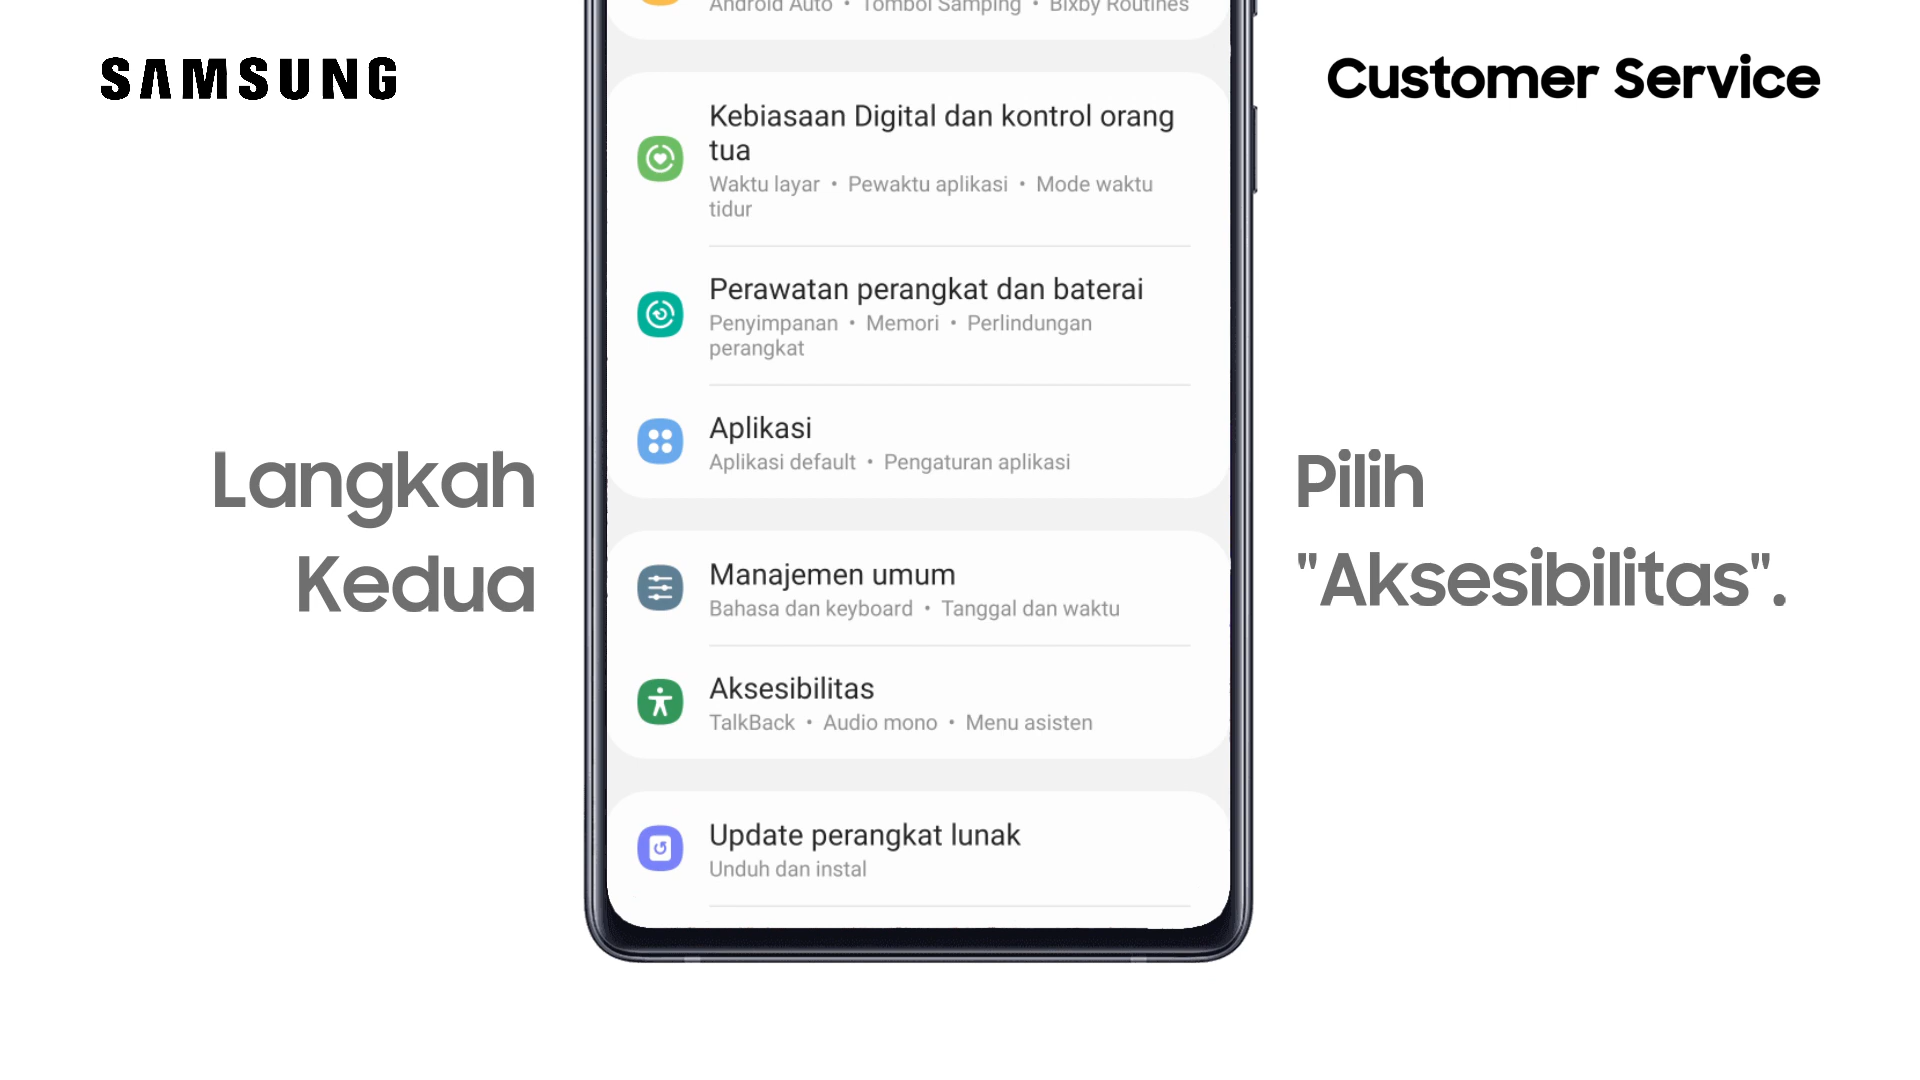 SAMSUNG
Customer Service
Android Auto • Tombol Samping • Bixby Routines
Kebiasaan Digital dan kontrol orang
tua
Waktu layar • Pewaktu aplikasi • Mode waktu
tidur
Perawatan perangkat dan baterai
Penyimpanan • Memori • Perlindungan
perangkat
Aplikasi
Aplikasi default • Pengaturan aplikasi
Langkah
Kedua
Pilih
"Aksesibilitas".
Manajemen umum
Bahasa dan keyboard • Tanggal dan waktu
Aksesibilitas
TalkBack • Audio mono • Menu asisten
Update perangkat lunak
Unduh dan instal